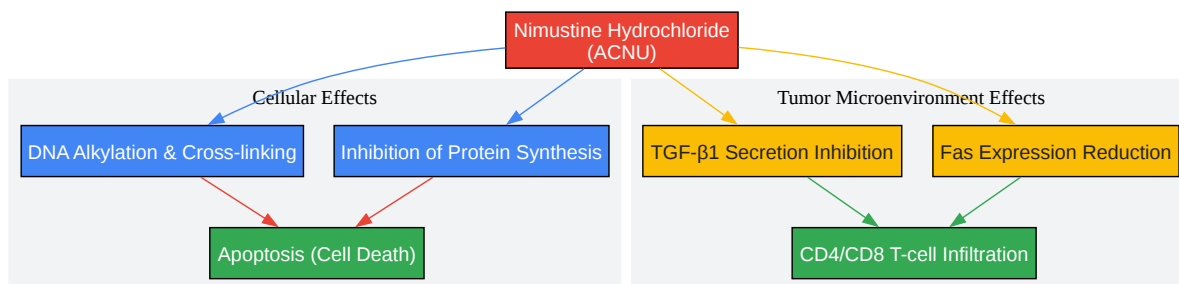 Nimustine Hydrochloride
(ACNU)
Cellular Effects
Tumor Microenvironment Effects
DNA Alkylation & Cross-linking
Inhibition of Protein Synthesis
TGF-β1 Secretion Inhibition
Fas Expression Reduction
Apoptosis (Cell Death)
CD4/CD8 T-cell Infiltration